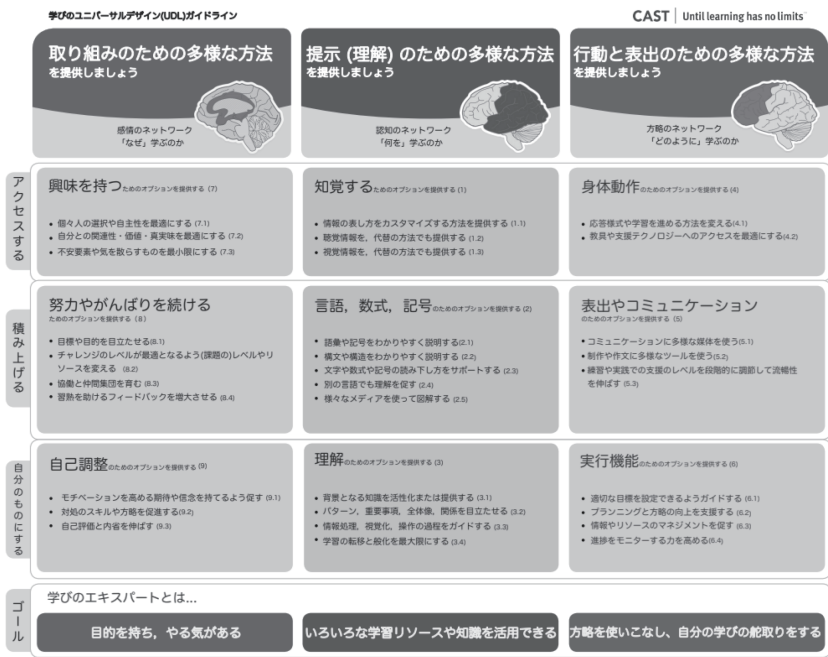 学びのユニバーサルデザイン(UDL)ガイドライン
CAST | Until learning has no limits
取り組みのための多様な方法
を提供しましょう
感情のネットワーク
「なぜ」学ぶのか
提示 (理解) のための多様な方法
を提供しましょう
認知のネットワーク
「何を」学ぶのか
行動と表出のための多様な方法
を提供しましょう
方略のネットワーク
「どのように」学ぶのか
アクセスする
興味を持つためのオプションを提供する (7)
• 個々人の選択や自主性を最適にする (7.1)
• 自分との関連性・価値・真実味を最適にする (7.2)
• 不安要素や気を散らすものを最小限にする (7.3)
知覚するためのオプションを提供する (1)
• 情報の表し方をカスタマイズする方法を提供する (1.1)
• 聴覚情報を，代替の方法でも提供する (1.2)
• 視覚情報を，代替の方法でも提供する (1.3)
身体動作のためのオプションを提供する (4)
• 応答様式や学習を進める方法を変える(4.1)
• 教具や支援テクノロジーへのアクセスを最適にする(4.2)
積み上げる
努力やがんばりを続ける
ためのオプションを提供する (8)
• 目標や目的を目立たせる(8.1)
• チャレンジのレベルが最適となるよう(課題の)レベルやリ
ソースを変える (8.2)
• 協働と仲間集団を育む (8.3)
• 習熟を助けるフィードバックを増大させる (8.4)
言語，数式，記号のためのオプションを提供する (2)
• 語彙や記号をわかりやすく説明する(2.1)
• 構文や構造をわかりやすく説明する (2.2)
• 文字や数式や記号の読み下し方をサポートする (2.3)
• 別の言語でも理解を促す (2.4)
• 様々なメディアを使って図解する (2.5)
表出やコミュニケーション
のためのオプションを提供する (5)
• コミュニケーションに多様な媒体を使う(5.1)
• 制作や作文に多様なツールを使う(5.2)
• 練習や実践での支援のレベルを段階的に調節して流暢性
を伸ばす (5.3)
自分のものにする
自己調整のためのオプションを提供する (9)
• モチベーションを高める期待や信念を持てるよう促す (9.1)
• 対処のスキルや方略を促進する(9.2)
• 自己評価と内省を伸ばす (9.3)
理解のためのオプションを提供する (3)
• 背景となる知識を活性化または提供する (3.1)
• パターン，重要事項，全体像，関係を目立たせる (3.2)
• 情報処理，視覚化，操作の過程をガイドする (3.3)
• 学習の転移と般化を最大限にする (3.4)
実行機能のためのオプションを提供する (6)
• 適切な目標を設定できるようガイドする (6.1)
• プランニングと方略の向上を支援する (6.2)
• 情報やリソースのマネジメントを促す (6.3)
• 進捗をモニターする力を高める(6.4)
ゴール
学びのエキスパートとは...
目的を持ち，やる気がある
いろいろな学習リソースや知識を活用できる
方略を使いこなし、自分の学びの舵取りをする